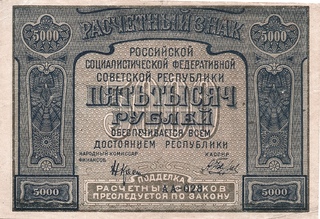 РАСЧЕТНЫЙ ЗНАК
5000 5000
РОССИЙСКОЙ
СОЦИАЛИСТИЧЕСКОЙ ФЕДЕРАТИВНОЙ
СОВЕТСКОЙ РЕСПУБЛИКИ
ПЯТЬ ТЫСЯЧ
РУБЛЕЙ
ОБЕСПЕЧИВАЕТСЯ ВСЕМ
ДОСТОЯНИЕМ РЕСПУБЛИКИ
НАРОДНЫЙ КОМИССАР КАССИР
ФИНАНСОВ
ПОДДЕЛКА
5000 РАСЧЕТНЫХ ЗНАКОВ 5000
ПРЕСЛЕДУЕТСЯ ПО ЗАКОНУ